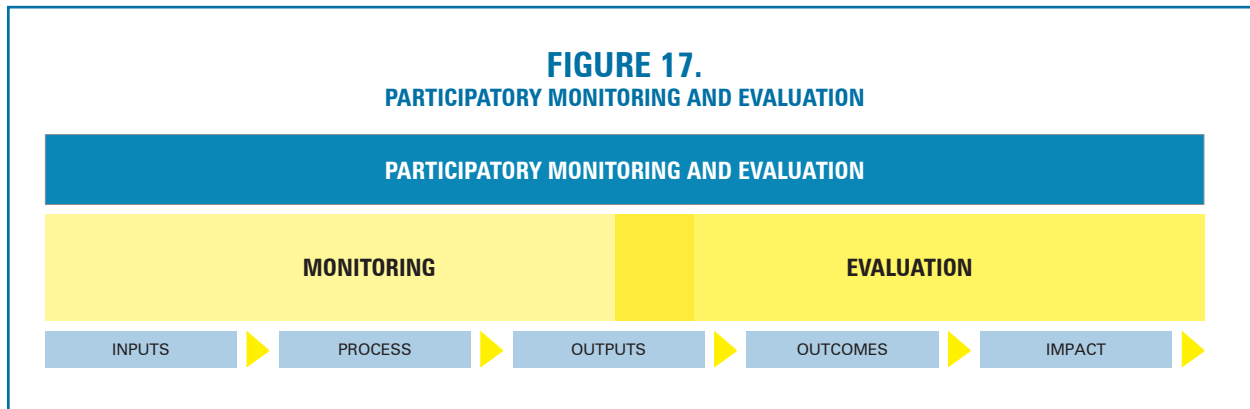 FIGURE 17.
PARTICIPATORY MONITORING AND EVALUATION
PARTICIPATORY MONITORING AND EVALUATION
MONITORING EVALUATION
INPUTS PROCESS OUTPUTS OUTCOMES IMPACT